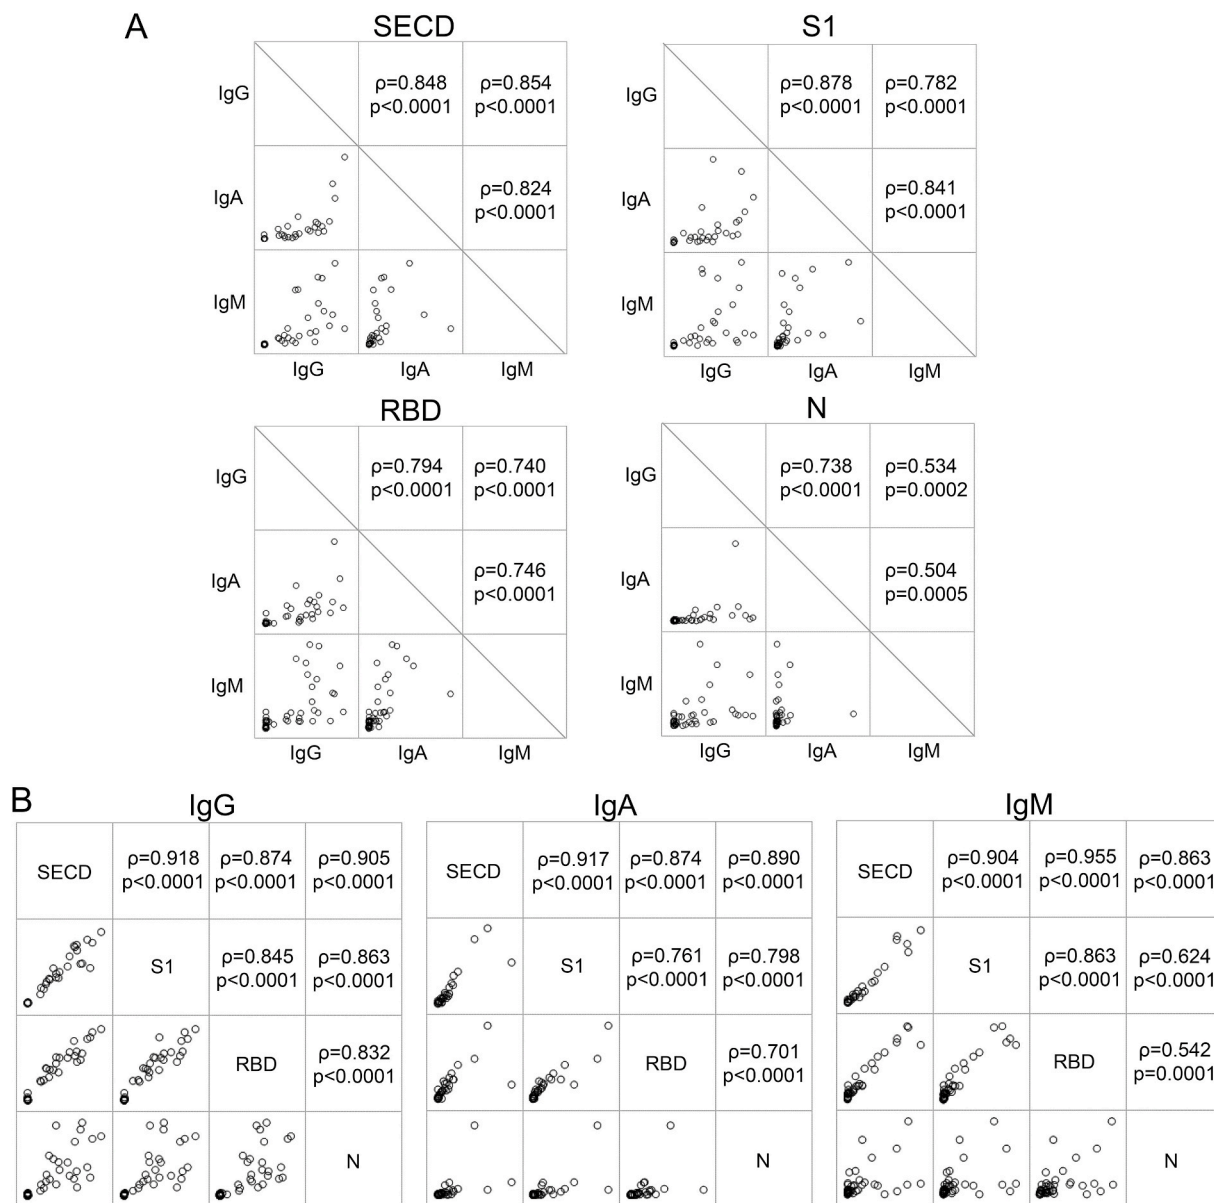 A
SECD
S1
IgG
ρ=0.848
p<0.0001
ρ=0.854
p<0.0001
IgA
ρ=0.824
p<0.0001
IgM
IgG
IgA
IgM
IgG
ρ=0.878
p<0.0001
ρ=0.782
p<0.0001
IgA
ρ=0.841
p<0.0001
IgM
IgG
IgA
IgM
RBD
N
IgG
ρ=0.794
p<0.0001
ρ=0.740
p<0.0001
IgA
ρ=0.746
p<0.0001
IgM
IgG
IgA
IgM
IgG
ρ=0.738
p<0.0001
ρ=0.534
p=0.0002
IgA
ρ=0.504
p=0.0005
IgM
IgG
IgA
IgM
B
IgG
SECD
ρ=0.918
p<0.0001
ρ=0.874
p<0.0001
ρ=0.905
p<0.0001
S1
ρ=0.845
p<0.0001
ρ=0.863
p<0.0001
RBD
ρ=0.832
p<0.0001
N
IgA
SECD
ρ=0.917
p<0.0001
ρ=0.874
p<0.0001
ρ=0.890
p<0.0001
S1
ρ=0.761
p<0.0001
ρ=0.798
p<0.0001
RBD
ρ=0.701
p<0.0001
N
IgM
SECD
ρ=0.904
p<0.0001
ρ=0.955
p<0.0001
ρ=0.863
p<0.0001
S1
ρ=0.863
p<0.0001
ρ=0.624
p<0.0001
RBD
ρ=0.542
p=0.0001
N